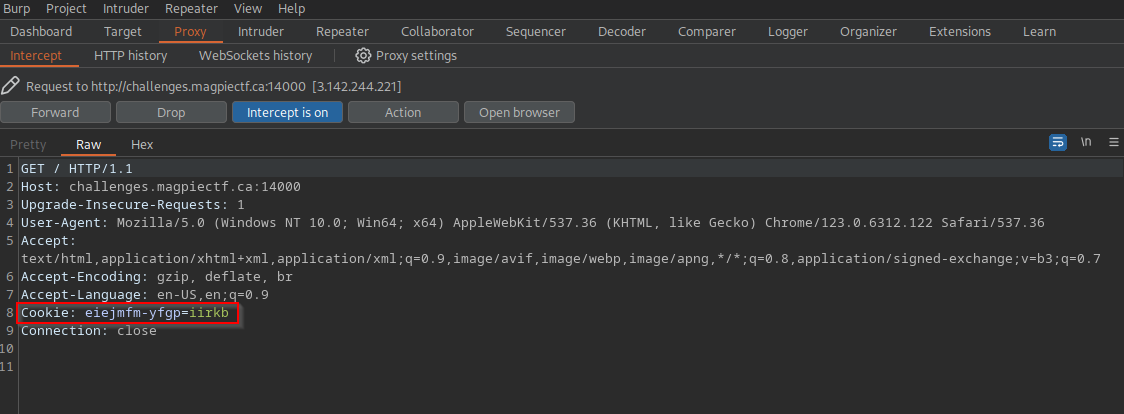 Burp Project Intruder Repeater View Help
Dashboard Target Proxy Intruder Repeater Collaborator Sequencer Decoder Comparer Logger Organizer Extensions Learn
Intercept HTTP history WebSockets history Proxy settings
Request to http://challenges.magpiectf.ca:14000 [3.142.244.221]
Forward Drop Intercept is on Action Open browser
Pretty Raw Hex \n
1 GET / HTTP/1.1
2 Host: challenges.magpiectf.ca:14000
3 Upgrade-Insecure-Requests: 1
4 User-Agent: Mozilla/5.0 (Windows NT 10.0; Win64; x64) AppleWebKit/537.36 (KHTML, like Gecko) Chrome/123.0.6312.122 Safari/537.36
5 Accept:
text/html,application/xhtml+xml,application/xml;q=0.9,image/avif,image/webp,image/apng,*/*;q=0.8,application/signed-exchange;v=b3;q=0.7
6 Accept-Encoding: gzip, deflate, br
7 Accept-Language: en-US,en;q=0.9
8 Cookie: eiejmfm-yfgp=iirkb
9 Connection: close
10
11